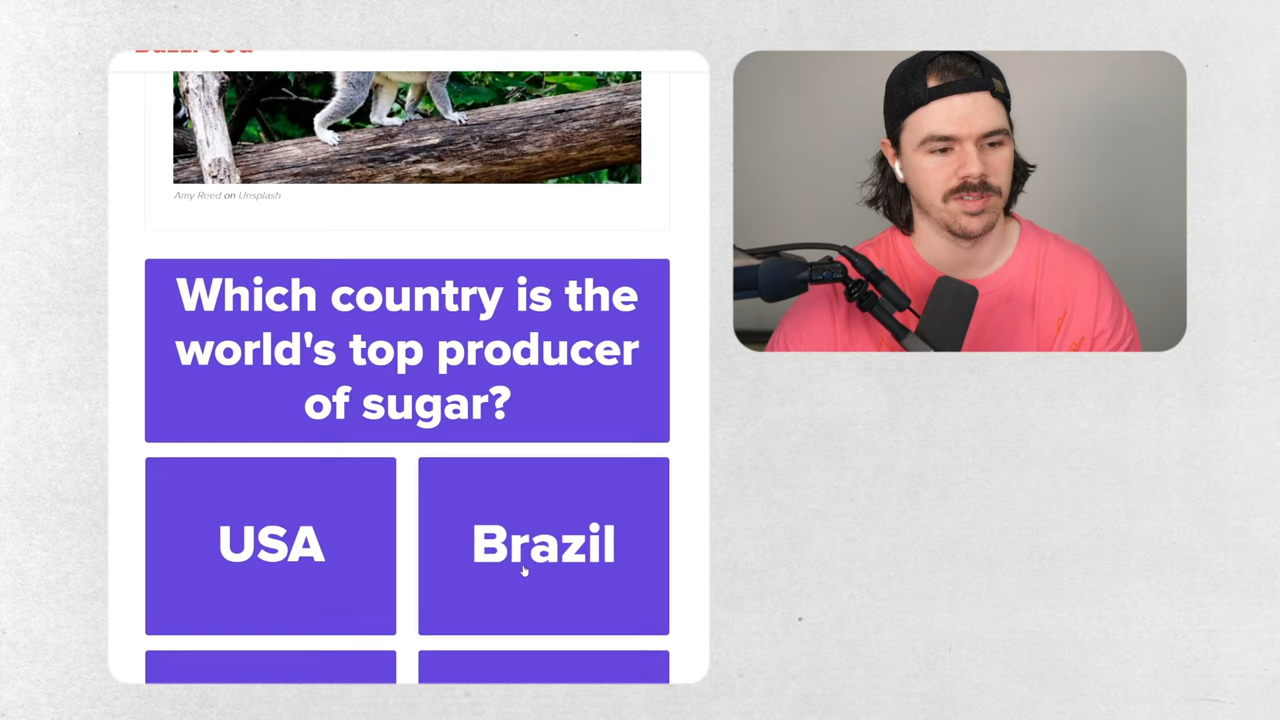 Amy Reed on Unsplash
Which country is the
world's top producer
of sugar?
USA
Brazil